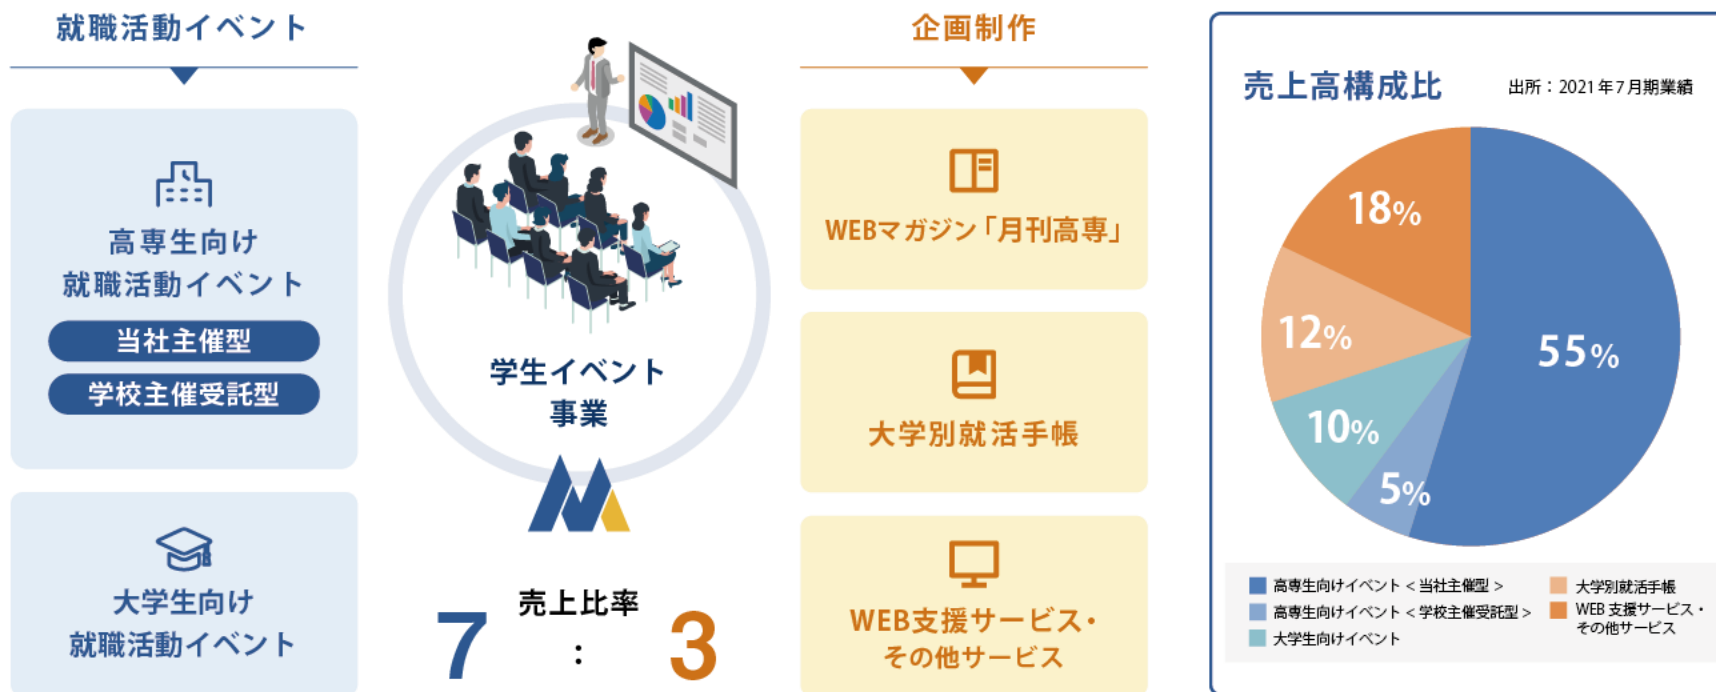 就職活動イベント
高専生向け
就職活動イベント
当社主催型
学校主催受託型
大学生向け
就職活動イベント
学生イベント
事業
売上比率
7 : 3
企画制作
WEBマガジン「月刊高専」
大学別就活手帳
WEB支援サービス・
その他サービス
売上高構成比
出所：2021年7月期業績
18%
12%
55%
10%
5%
高専生向けイベント＜当社主催型＞
高専生向けイベント＜学校主催受託型＞
大学生向けイベント
大学別就活手帳
WEB支援サービス・
その他サービス